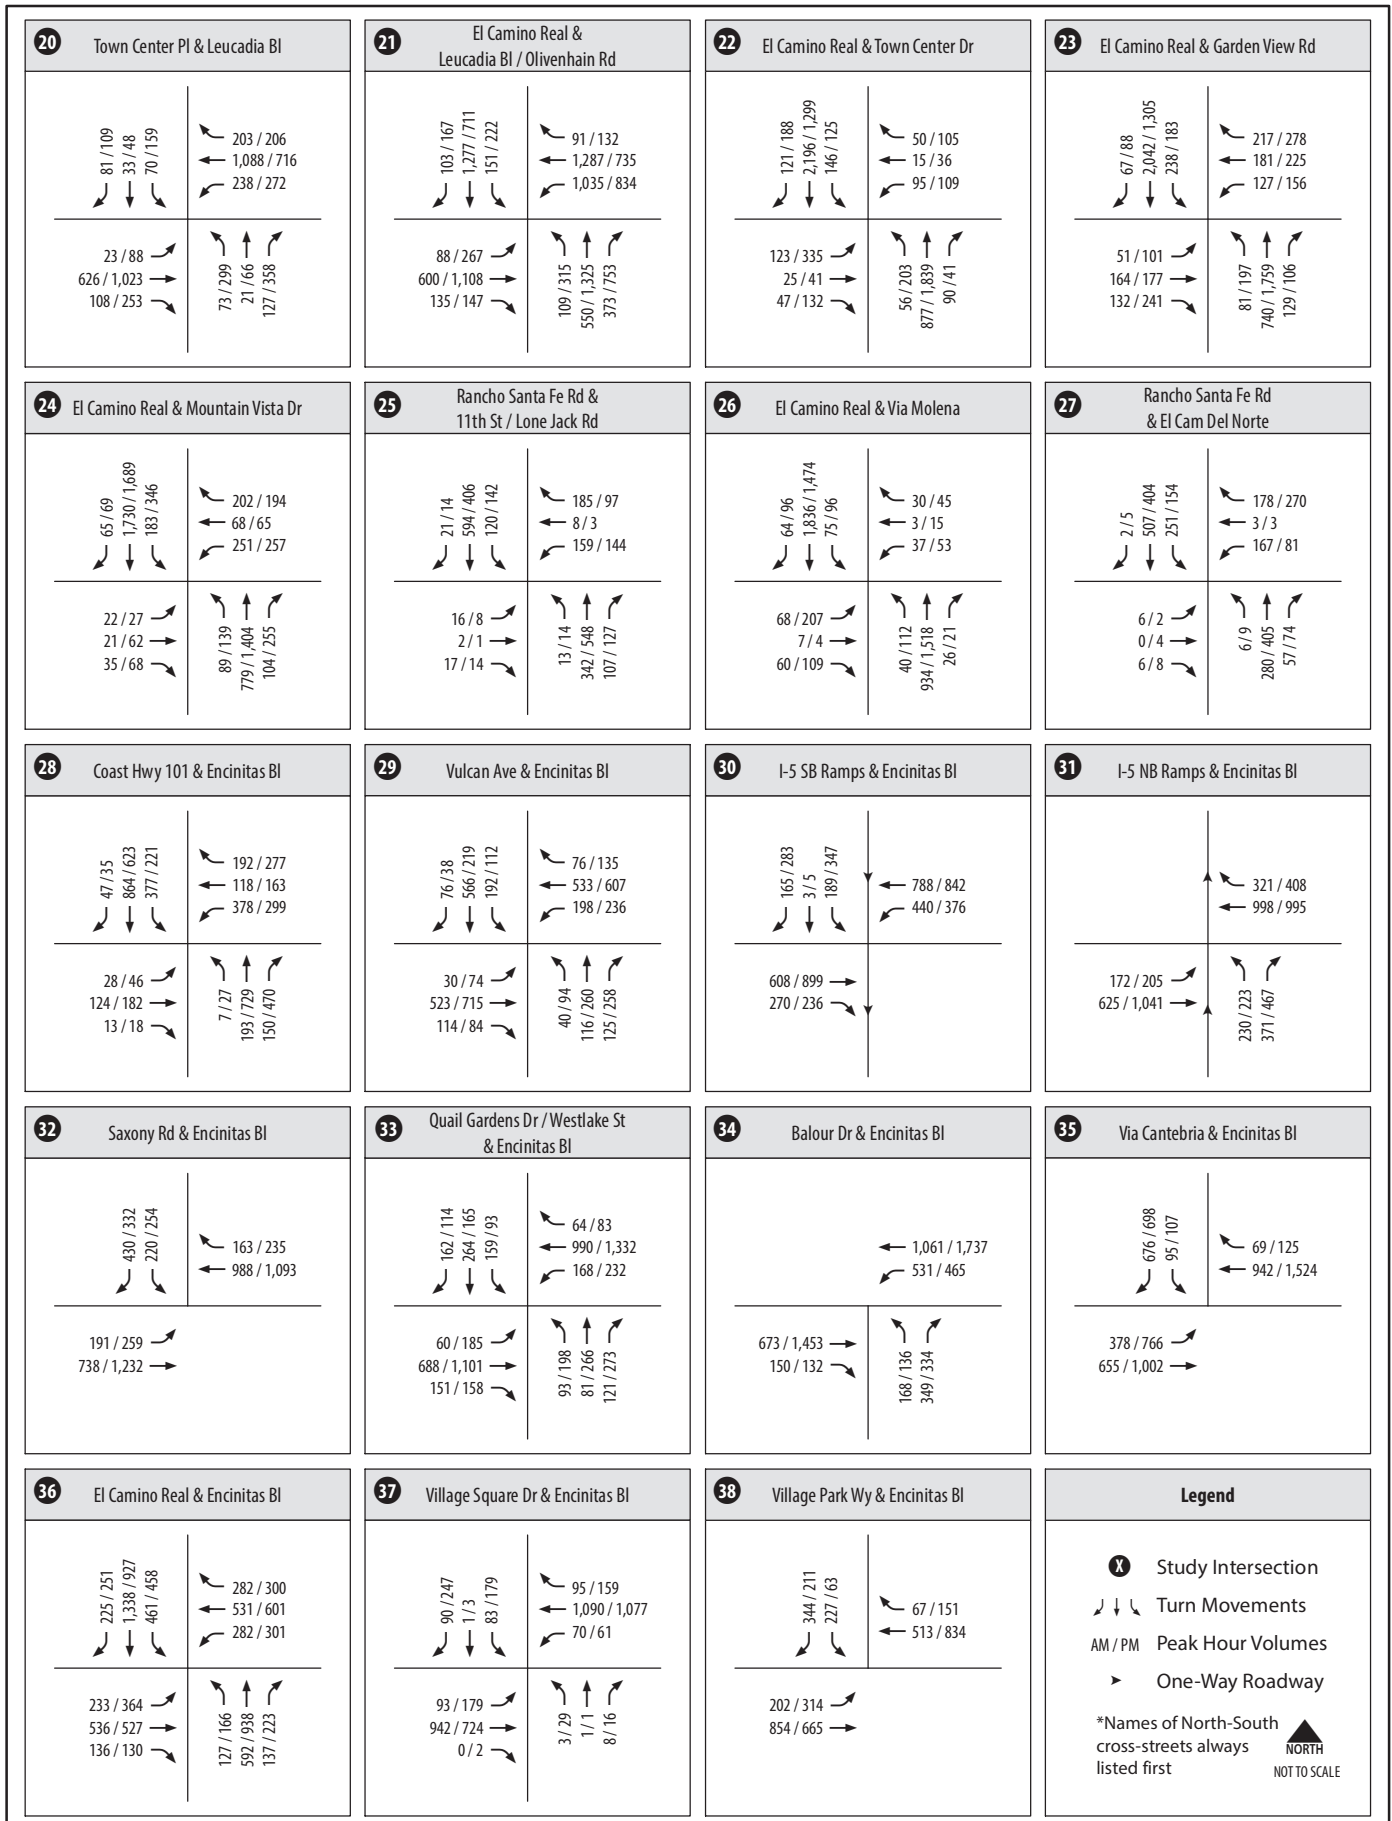 20 Town Center Pl & Leucadia Bl
81 / 109
33 / 48
70 / 159
203 / 206
1,088 / 716
238 / 272
23 / 88
626 / 1,023
108 / 253
73 / 299
21 / 66
127 / 358
21 El Camino Real &
Leucadia Bl / Olivenhain Rd
103 / 167
1,277 / 711
151 / 222
91 / 132
1,287 / 735
1,035 / 834
88 / 267
600 / 1,108
135 / 147
109 / 315
550 / 1,325
373 / 753
22 El Camino Real & Town Center Dr
121 / 188
2,196 / 1,299
146 / 125
50 / 105
15 / 36
95 / 109
123 / 335
25 / 41
47 / 132
56 / 203
877 / 1,839
90 / 41
23 El Camino Real & Garden View Rd
67 / 88
2,042 / 1,305
238 / 183
217 / 278
181 / 225
127 / 156
51 / 101
164 / 177
132 / 241
81 / 197
740 / 1,759
129 / 106
24 El Camino Real & Mountain Vista Dr
65 / 69
1,730 / 1,689
183 / 346
202 / 194
68 / 65
251 / 257
22 / 27
21 / 62
35 / 68
89 / 139
779 / 1,404
104 / 255
25 Rancho Santa Fe Rd &
11th St / Lone Jack Rd
21 / 14
594 / 406
120 / 142
185 / 97
8 / 3
159 / 144
16 / 8
2 / 1
17 / 14
13 / 14
342 / 548
107 / 127
26 El Camino Real & Via Molena
64 / 96
1,836 / 1,474
75 / 96
30 / 45
3 / 15
37 / 53
68 / 207
7 / 4
60 / 109
40 / 112
934 / 1,518
26 / 21
27 Rancho Santa Fe Rd
& El Cam Del Norte
2 / 5
507 / 404
251 / 154
178 / 270
3 / 3
167 / 81
6 / 2
0 / 4
6 / 8
6 / 9
280 / 405
57 / 74
28 Coast Hwy 101 & Encinitas Bl
47 / 35
864 / 623
377 / 221
192 / 277
118 / 163
378 / 299
28 / 46
124 / 182
13 / 18
7 / 27
193 / 729
150 / 470
29 Vulcan Ave & Encinitas Bl
76 / 38
566 / 219
192 / 112
76 / 135
533 / 607
198 / 236
30 / 74
523 / 715
114 / 84
40 / 94
116 / 260
125 / 258
30 I-5 SB Ramps & Encinitas Bl
165 / 283
3 / 5
189 / 347
788 / 842
440 / 376
608 / 899
270 / 236
31 I-5 NB Ramps & Encinitas Bl
321 / 408
998 / 995
172 / 205
625 / 1,041
230 / 223
371 / 467
32 Saxony Rd & Encinitas Bl
430 / 332
220 / 254
163 / 235
988 / 1,093
191 / 259
738 / 1,232
33 Quail Gardens Dr / Westlake St
& Encinitas Bl
162 / 114
264 / 165
159 / 93
64 / 83
990 / 1,332
168 / 232
60 / 185
688 / 1,101
151 / 158
93 / 198
81 / 266
121 / 273
34 Balour Dr & Encinitas Bl
1,061 / 1,737
531 / 465
673 / 1,453
150 / 132
168 / 136
349 / 334
35 Via Cantebria & Encinitas Bl
676 / 698
95 / 107
69 / 125
942 / 1,524
378 / 766
655 / 1,002
36 El Camino Real & Encinitas Bl
225 / 251
1,338 / 927
461 / 458
282 / 300
531 / 601
282 / 301
233 / 364
536 / 527
136 / 130
127 / 166
592 / 938
137 / 223
37 Village Square Dr & Encinitas Bl
90 / 247
1 / 3
83 / 179
95 / 159
1,090 / 1,077
70 / 61
93 / 179
942 / 724
0 / 2
3 / 29
1 / 1
8 / 16
38 Village Park Wy & Encinitas Bl
344 / 211
227 / 63
67 / 151
513 / 834
202 / 314
854 / 665
Legend
X Study Intersection
Turn Movements
AM / PM Peak Hour Volumes
One-Way Roadway
*Names of North-South
cross-streets always
listed first
NORTH
NOT TO SCALE